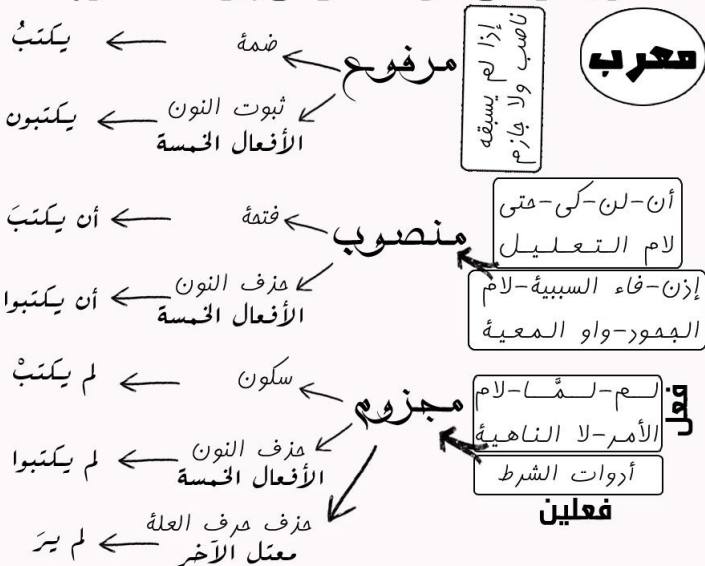 معرب
إذا لم يسبقه
ناصب ولا جازم
مرفوع
ضمة
يكتبُ
ثبوت النون
الأفعال الخمسة
يكتبون
أن-لن-كى-حتى
لام التعليل
إذن-فاء السببية-لام
الجحود-واو المعية
منصوب
فتحة
أن يكتبَ
حذف النون
الأفعال الخمسة
أن يكتبوا
فعل
لم-لمَّا-لام
الأمر-لا الناهية
أدوات الشرط
فعلين
مجزوم
سكون
لم يكتبْ
حذف النون
الأفعال الخمسة
لم يكتبوا
حذف حرف العلة
معتل الآخر
لم يرَ